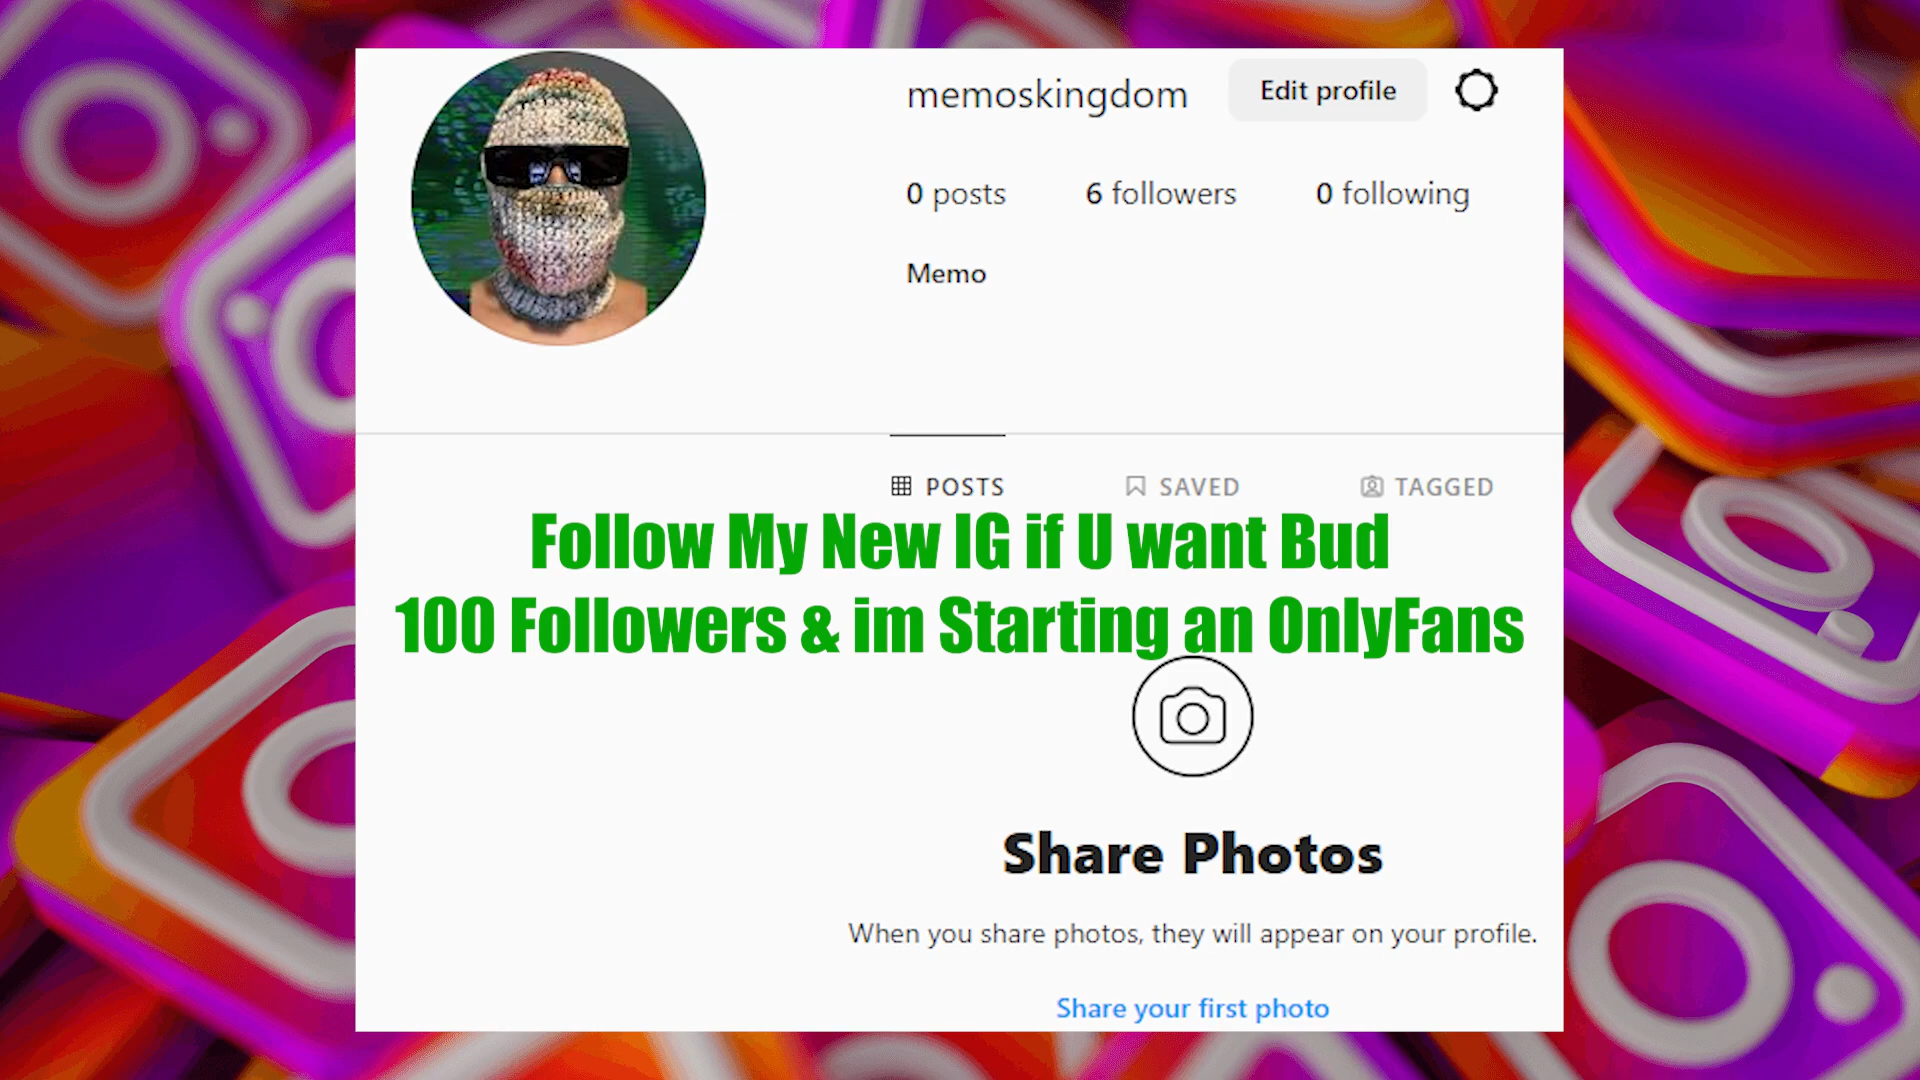 memoskingdom Edit profile
0 posts 6 followers 0 following
Memo
POSTS SAVED TAGGED
Follow My New IG if U want Bud
100 Followers & im Starting an OnlyFans
Share Photos
When you share photos, they will appear on your profile.
Share your first photo